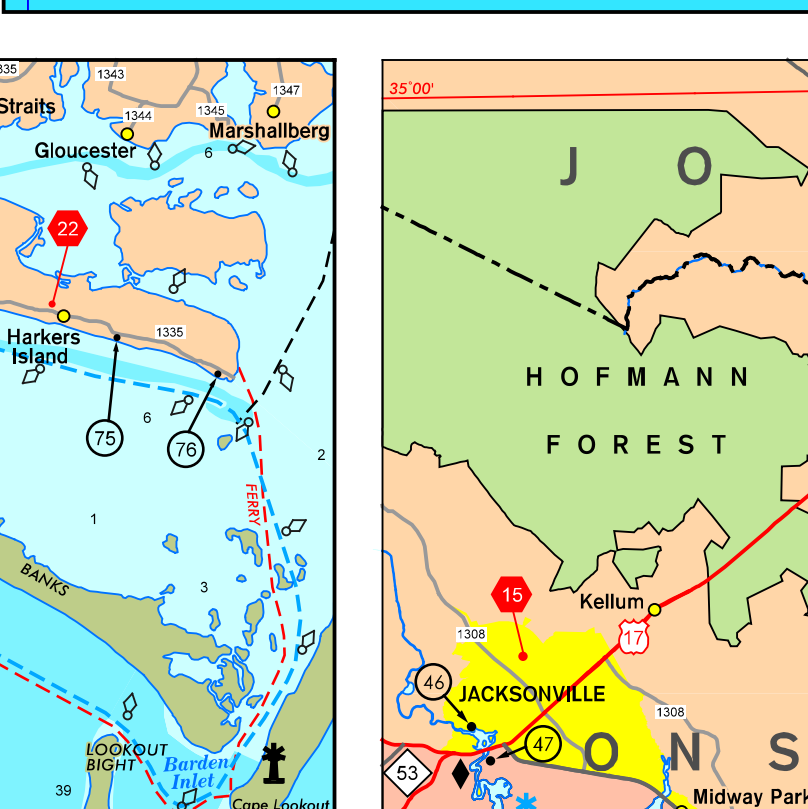 335
1343
1347
Straits
1344
1345
Marshallberg
Gloucester
6
22
1335
Harkers
Island
6
75
76
2
FERRY
1
BANKS
3
LOOKOUT
BIGHT
Barden
Inlet
39
Cape Lookout
35°00'
J O
HOFMANN
FOREST
15
Kellum
17
1308
46
JACKSONVILLE
1308
47
O N S
53
Midway Park